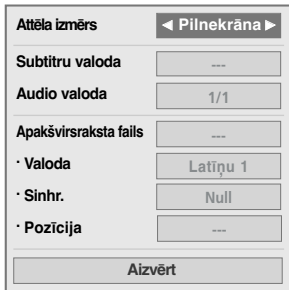 Attēla izmērs ◄ Pilnekrāna ►
Subtitru valoda ---
Audio valoda 1/1
Apakšvirsraksta fails ---
· Valoda Latīņu 1
· Sinhr. Null
· Pozīcija ---
Aizvērt